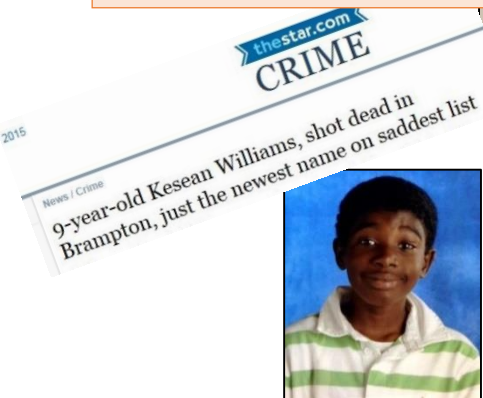 thestar.com
CRIME
2015
News / Crime
9-year-old Kesean Williams, shot dead in
Brampton, just the newest name on saddest list